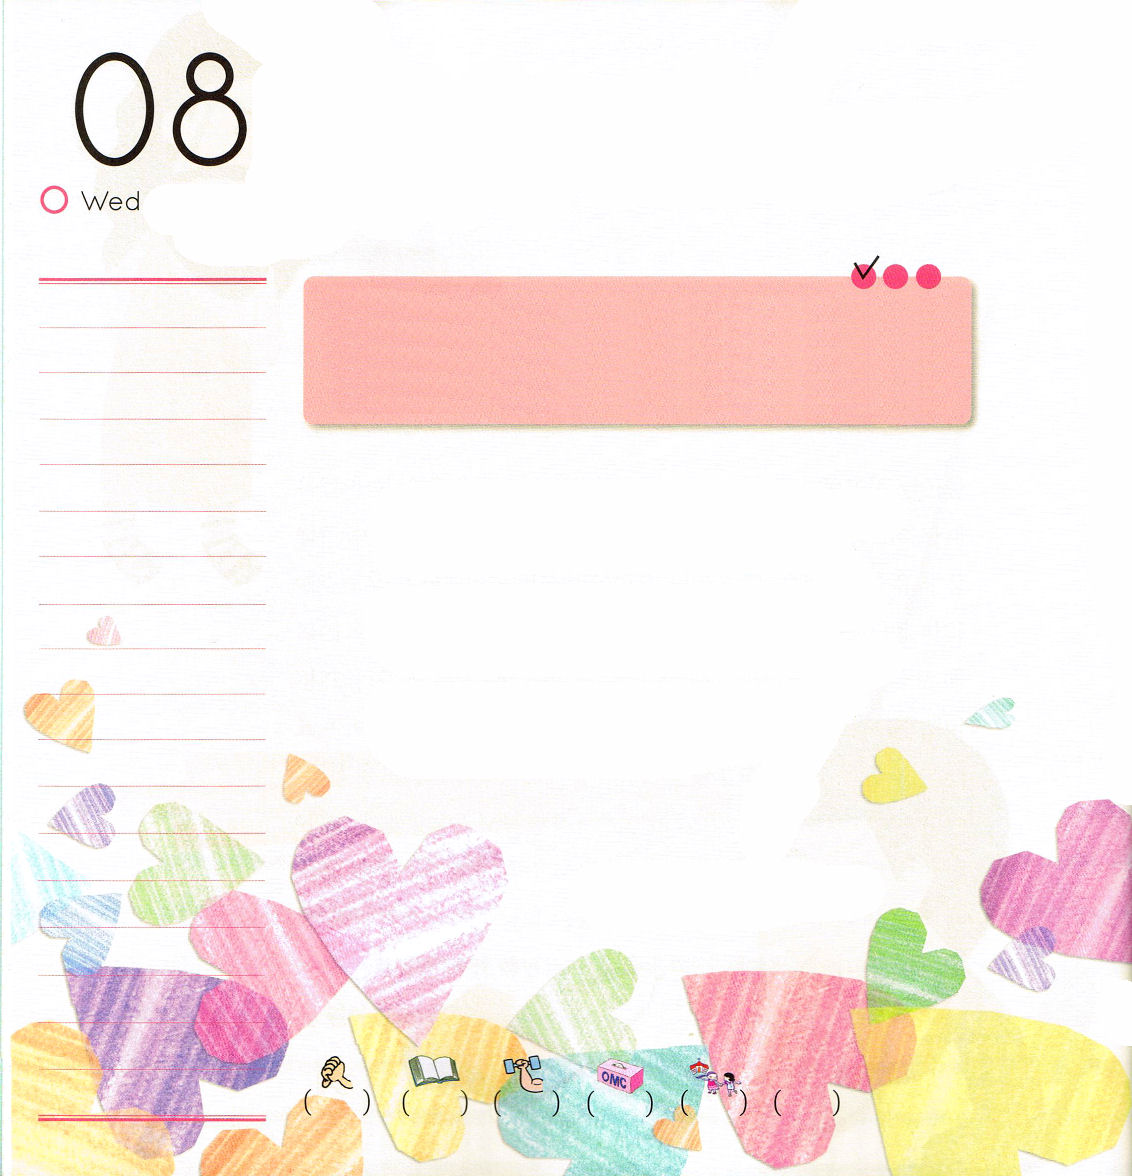 08
Wed
OMC
(     ) (     ) (     ) (     ) (     ) (     )